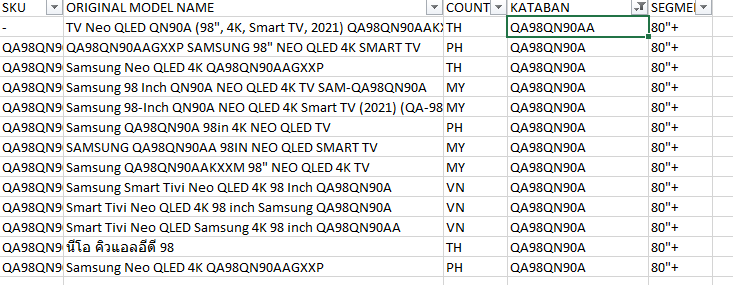 SKU ORIGINAL MODEL NAME COUNT KATABAN SEGME
- TV Neo QLED QN90A (98", 4K, Smart TV, 2021) QA98QN90AAKX TH QA98QN90AA 80"+
QA98QN9 QA98QN90AAGXXP SAMSUNG 98" NEO QLED 4K SMART TV PH QA98QN90A 80"+
QA98QN9 Samsung Neo QLED 4K QA98QN90AAGXXP TH QA98QN90A 80"+
QA98QN9 Samsung 98 Inch QN90A NEO QLED 4K TV SAM-QA98QN90A MY QA98QN90A 80"+
QA98QN9 Samsung 98-Inch QN90A NEO QLED 4K Smart TV (2021) (QA-98 MY QA98QN90A 80"+
QA98QN9 Samsung QA98QN90A 98in 4K NEO QLED TV PH QA98QN90A 80"+
QA98QN9 SAMSUNG QA98QN90AA 98IN NEO QLED SMART TV MY QA98QN90A 80"+
QA98QN9 Samsung QA98QN90AAKXXM 98" NEO QLED 4K TV MY QA98QN90A 80"+
QA98QN9 Samsung Smart Tivi Neo QLED 4K 98 Inch QA98QN90A VN QA98QN90A 80"+
QA98QN9 Smart Tivi Neo QLED 4K 98 inch Samsung QA98QN90A VN QA98QN90A 80"+
QA98QN9 Smart Tivi Neo QLED Samsung 4K 98 inch QA98QN90AA VN QA98QN90A 80"+
QA98QN9 นีโอ คิวแอลอีดี 98 TH QA98QN90A 80"+
QA98QN9 Samsung Neo QLED 4K QA98QN90AAGXXP PH QA98QN90A 80"+